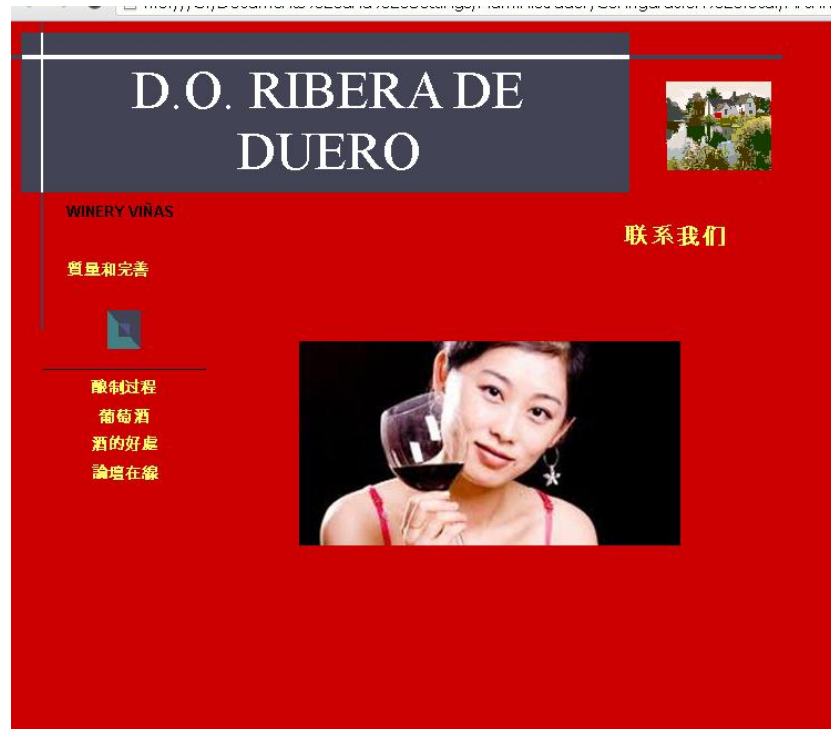 D.O. RIBERA DE
DUERO
WINERY VIÑAS
联系我们
質量和完善
酿制过程
葡萄酒
酒的好處
論壇在線